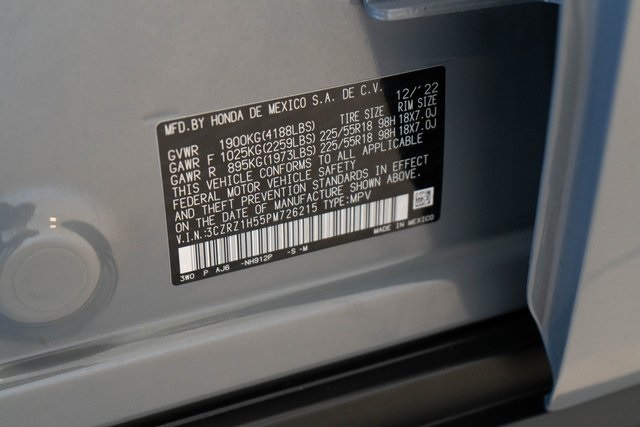 MFD.BY HONDA DE MEXICO S.A. DE C.V. 12/'22
GVWR 1900KG(4188LBS) TIRE SIZE RIM SIZE
GAWR F 1025KG(2259LBS) 225/55R18 98H 18X7.0J
GAWR R 895KG(1973LBS) 225/55R18 98H 18X7.0J
THIS VEHICLE CONFORMS TO ALL APPLICABLE
FEDERAL MOTOR VEHICLE SAFETY
AND THEFT PREVENTION STANDARDS IN EFFECT
ON THE DATE OF MANUFACTURE SHOWN ABOVE.
V.I.N.:3CZRZ1H55PM726215 TYPE:MPV
MADE IN MEXICO
3W0 P AJ6 -NH912P -S -M